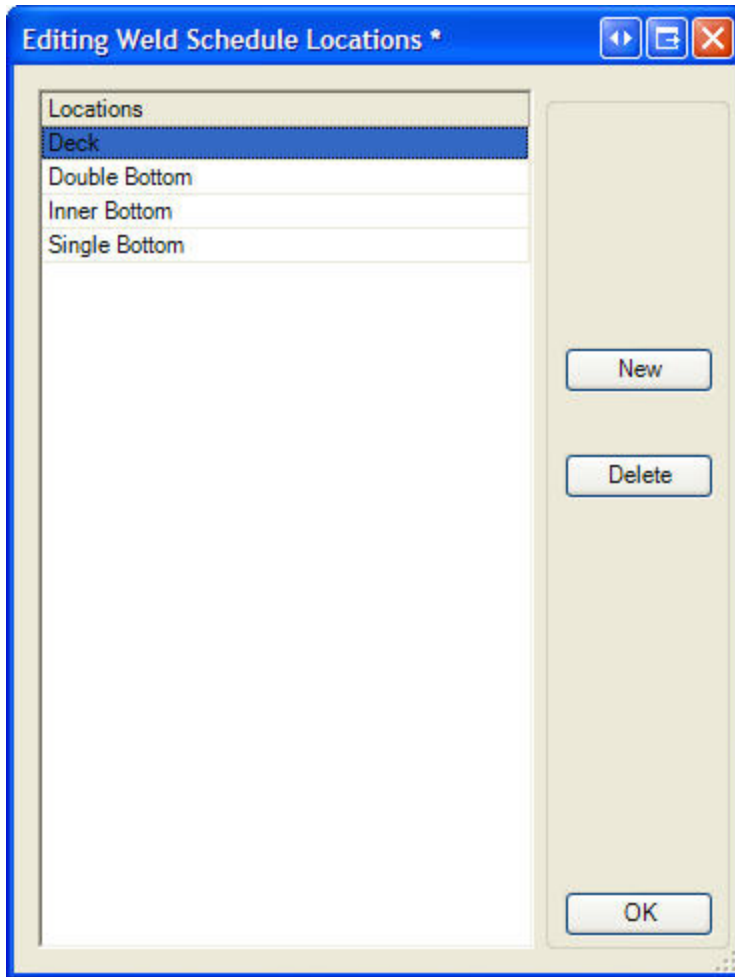 Editing Weld Schedule Locations *
Locations
Deck
Double Bottom
Inner Bottom
Single Bottom
New
Delete
OK